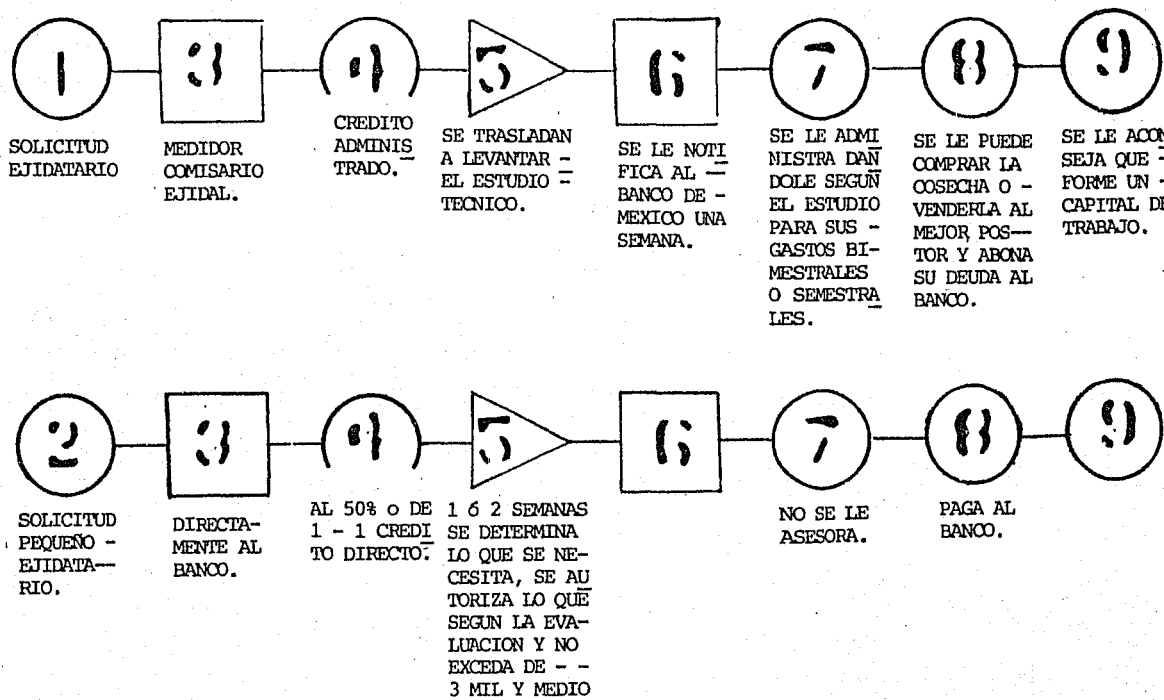 1
3
4
5
6
7
8
9
SOLICITUD
EJIDATARIO
MEDIDOR
COMISARIO
EJIDAL.
CREDITO
ADMINIS
TRADO.
SE TRASLADAN
A LEVANTAR -
EL ESTUDIO -
TECNICO.
SE LE NOTI
FICA AL --
BANCO DE -
MEXICO UNA
SEMANA.
SE LE ADMI
NISTRA DAN
DOLE SEGUN
EL ESTUDIO
PARA SUS -
GASTOS BI-
MESTRALES
O SEMESTRA
LES.
SE LE PUEDE
COMPRAR LA
COSECHA O -
VENDERLA AL
MEJOR POS--
TOR Y ABONA
SU DEUDA AL
BANCO.
SE LE ACON
SEJA QUE -
FORME UN -
CAPITAL DE
TRABAJO.
2
3
4
5
6
7
8
9
SOLICITUD
PEQUEÑO -
EJIDATA--
RIO.
DIRECTA-
MENTE AL
BANCO.
AL 50% o DE
1 - 1 CREDI
TO DIRECTO.
1 ó 2 SEMANAS
SE DETERMINA
LO QUE SE NE-
CESITA, SE AU
TORIZA LO QUE
SEGUN LA EVA-
LUACION Y NO
EXCEDA DE - -
3 MIL Y MEDIO
NO SE LE
ASESORA.
PAGA AL
BANCO.